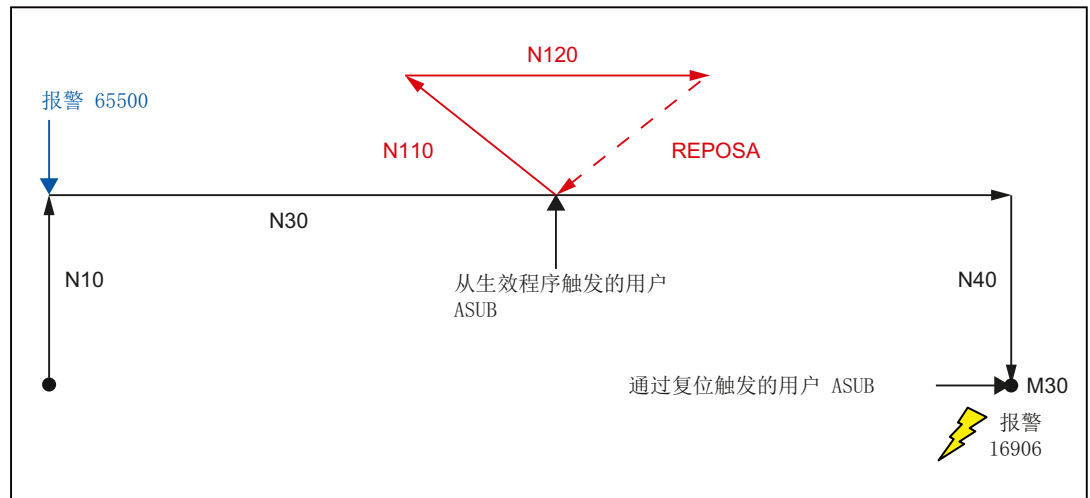 N120
报警 65500
N110
REPOSA
N30
N10
从生效程序触发的用户
ASUB
N40
通过复位触发的用户 ASUB
M30
报警
16906